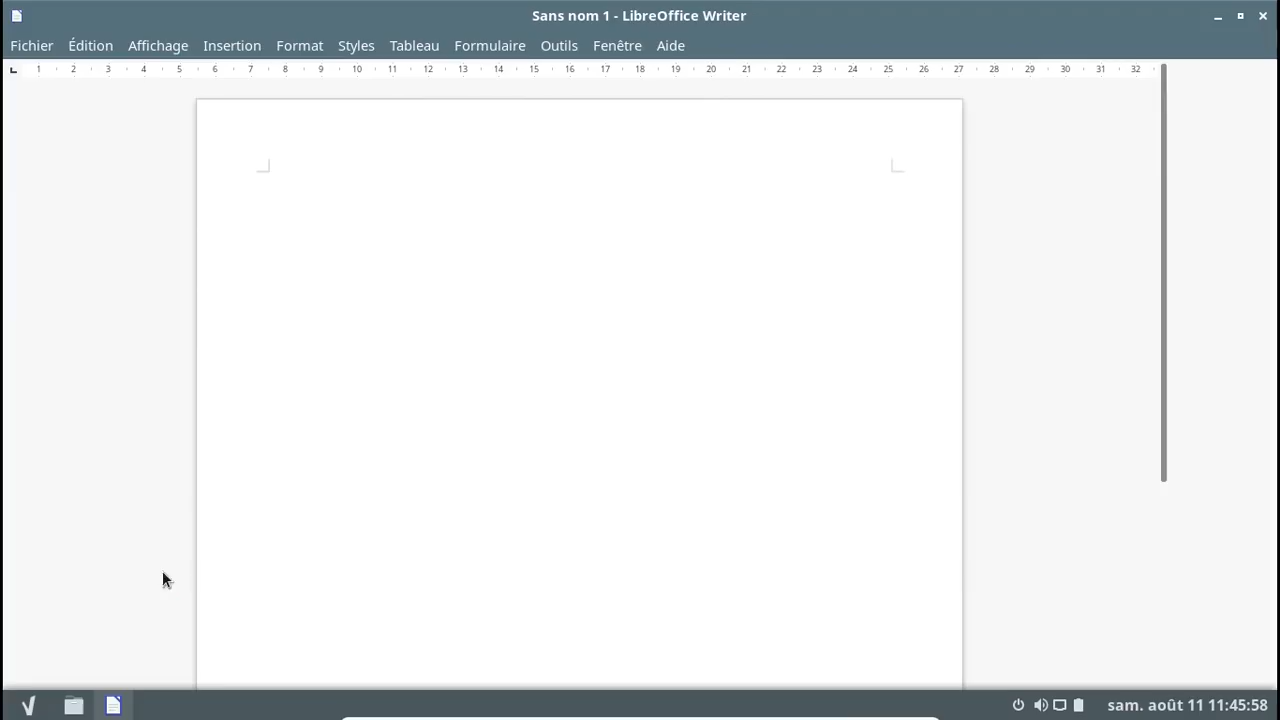 Sans nom 1 - LibreOffice Writer
Fichier Édition Affichage Insertion Format Styles Tableau Formulaire Outils Fenêtre Aide
1 2 3 4 5 6 7 8 9 10 11 12 13 14 15 16 17 18 19 20 21 22 23 24 25 26 27 28 29 30 31 32
sam. août 11 11:45:58